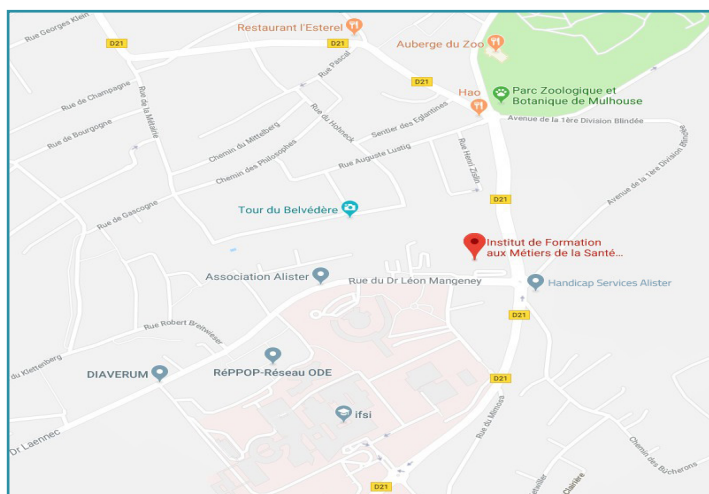 Rue Georges Klein
D21
Restaurant l'Esterel
Auberge du Zoo
Rue Pascal
Parc Zoologique et
Botanique de Mulhouse
Hao
Rue de Champagne
Rue de la Métairie
Rue du Hohneck
Sentier des Eglantines
Avenue de la 1ère Division Blindée
Rue de Bourgogne
Chemin du Mittelberg
Chemin des Philosophes
Rue Auguste Lustig
Rue Henri Zislin
Avenue de la 1ère Division Blindée
D21
Rue de Gascogne
Tour du Belvédère
Institut de Formation
aux Métiers de la Santé...
Association Alister
Rue du Dr Léon Mangeney
Handicap Services Alister
D21
Rue Robert Breitwieser
du Klettenberg
DIAVERUM
RéPPOP-Réseau ODE
D21
ifsi
Rue du Mimosa
Dr Laennec
Chemin des Bûcherons
D21